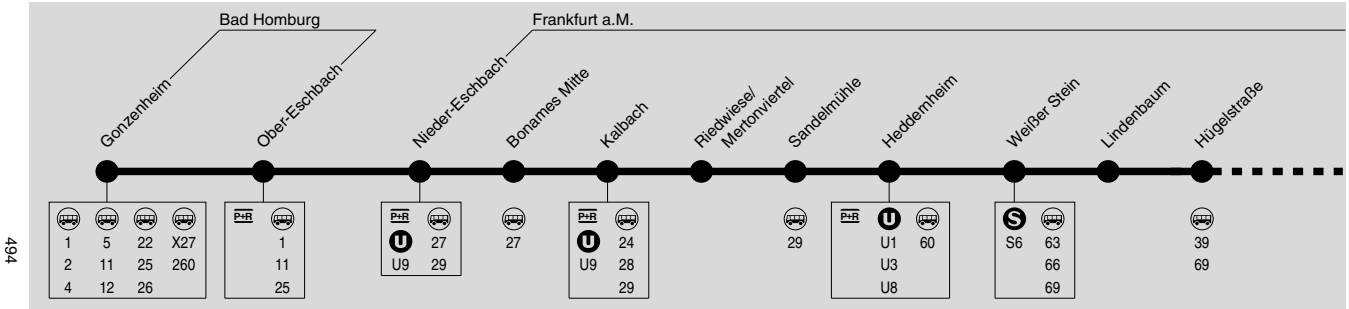 Bad Homburg
Frankfurt a.M.
Gonzenheim
Ober-Eschbach
Nieder-Eschbach
Bonames Mitte
Kalbach
Riedwiese/
Mertonviertel
Sandelmühle
Heddernheim
Weißer Stein
Lindenbaum
Hügelstraße
1 5 22 X27
2 11 25 260
4 12 26
P+R
1
11
25
P+R
U 27
U9 29
27
P+R
U 24
U9 28
29
29
P+R U
U1 60
U3
U8
S
S6 63
66
69
39
69
494